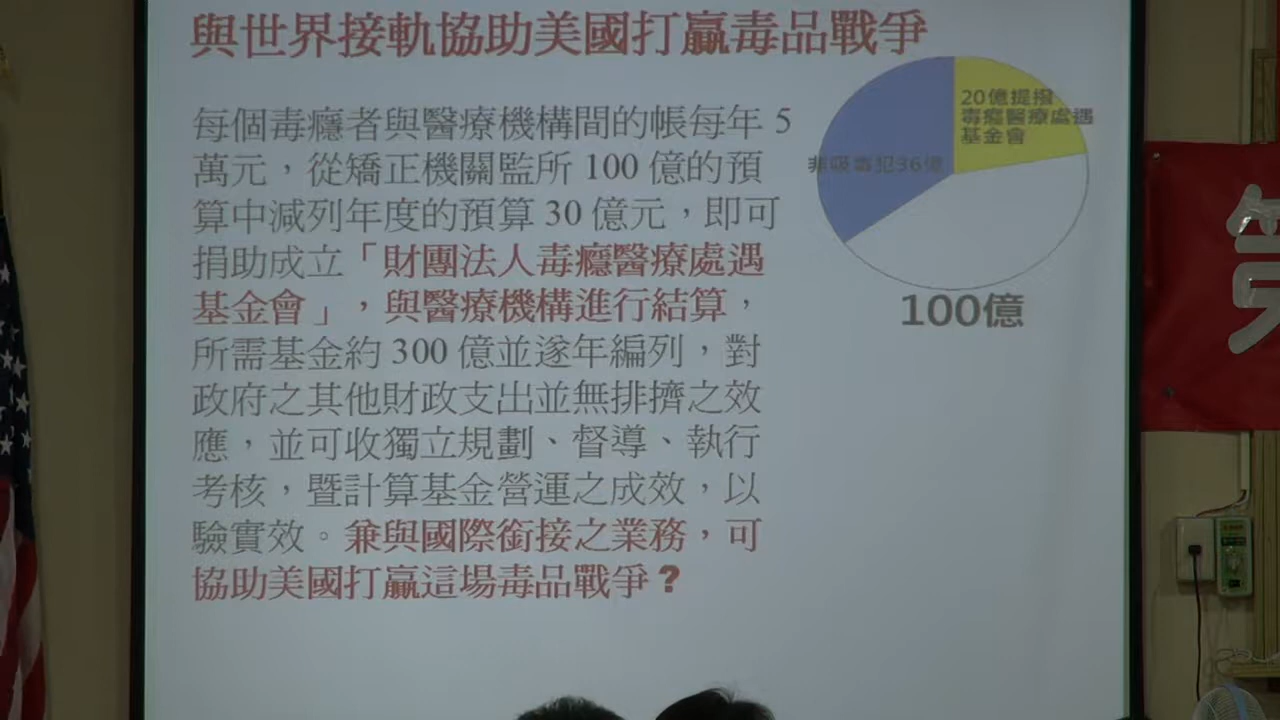 與世界接軌協助美國打贏毒品戰爭
每個毒癮者與醫療機構間的帳每年 5
萬元，從矯正機關監所 100 億的預
算中減列年度的預算 30 億元，即可
捐助成立「財團法人毒癮醫療處遇
基金會」，與醫療機構進行結算，
所需基金約 300 億並遂年編列，對
政府之其他財政支出並無排擠之效
應，並可收獨立規劃、督導、執行
考核，暨計算基金營運之成效，以
驗實效。兼與國際銜接之業務，可
協助美國打贏這場毒品戰爭？
20億提撥
毒癮醫療處遇
基金會
非吸毒犯36億
100億
第